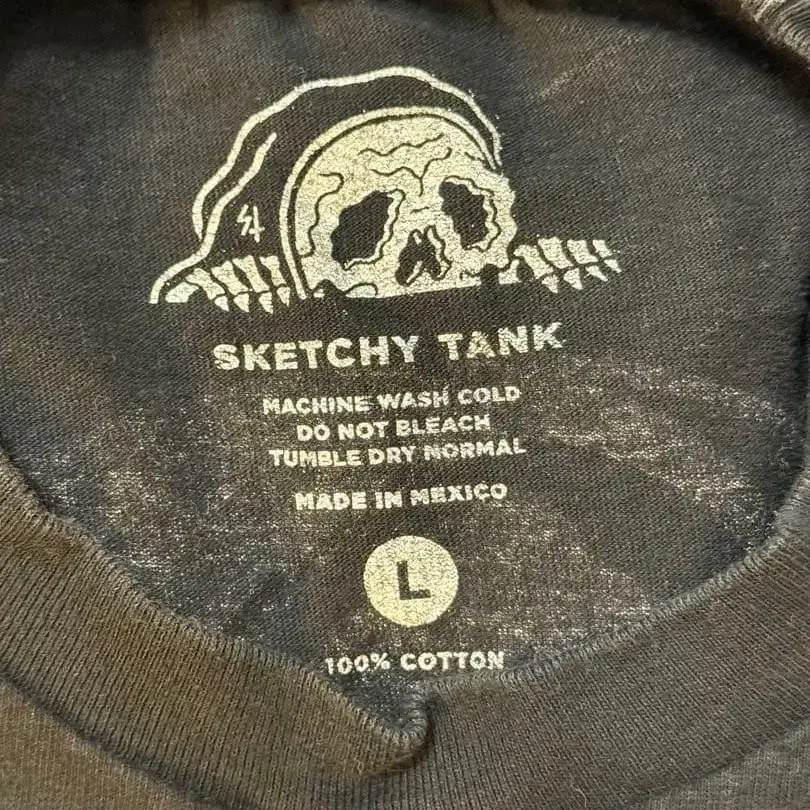 SKETCHY TANK
MACHINE WASH COLD
DO NOT BLEACH
TUMBLE DRY NORMAL
MADE IN MEXICO
L
100% COTTON